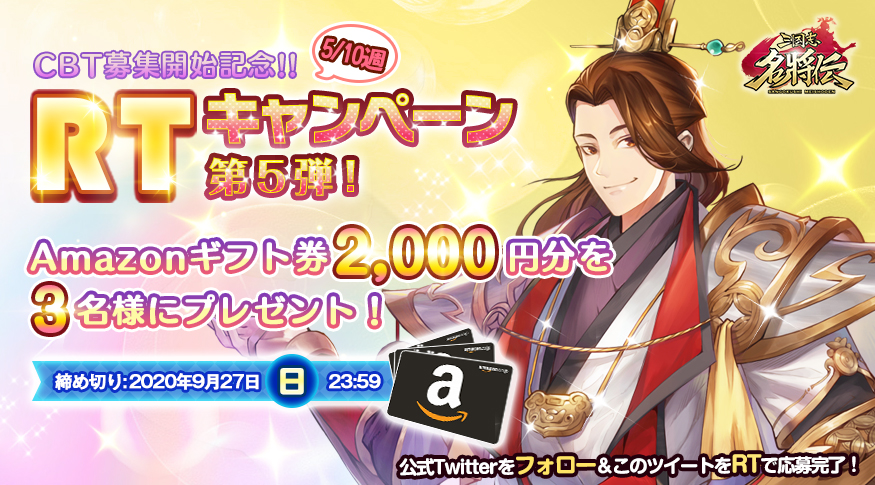 CBT募集開始記念!!
5/10週
RTキャンペーン
第5弾！
Amazonギフト券2,000円分を
3名様にプレゼント！
締め切り:2020年9月27日 日 23:59
a
公式Twitterをフォロー&このツイートをRTで応募完了！
三国志
名将伝
SANGOKUSHI MEISHODEN